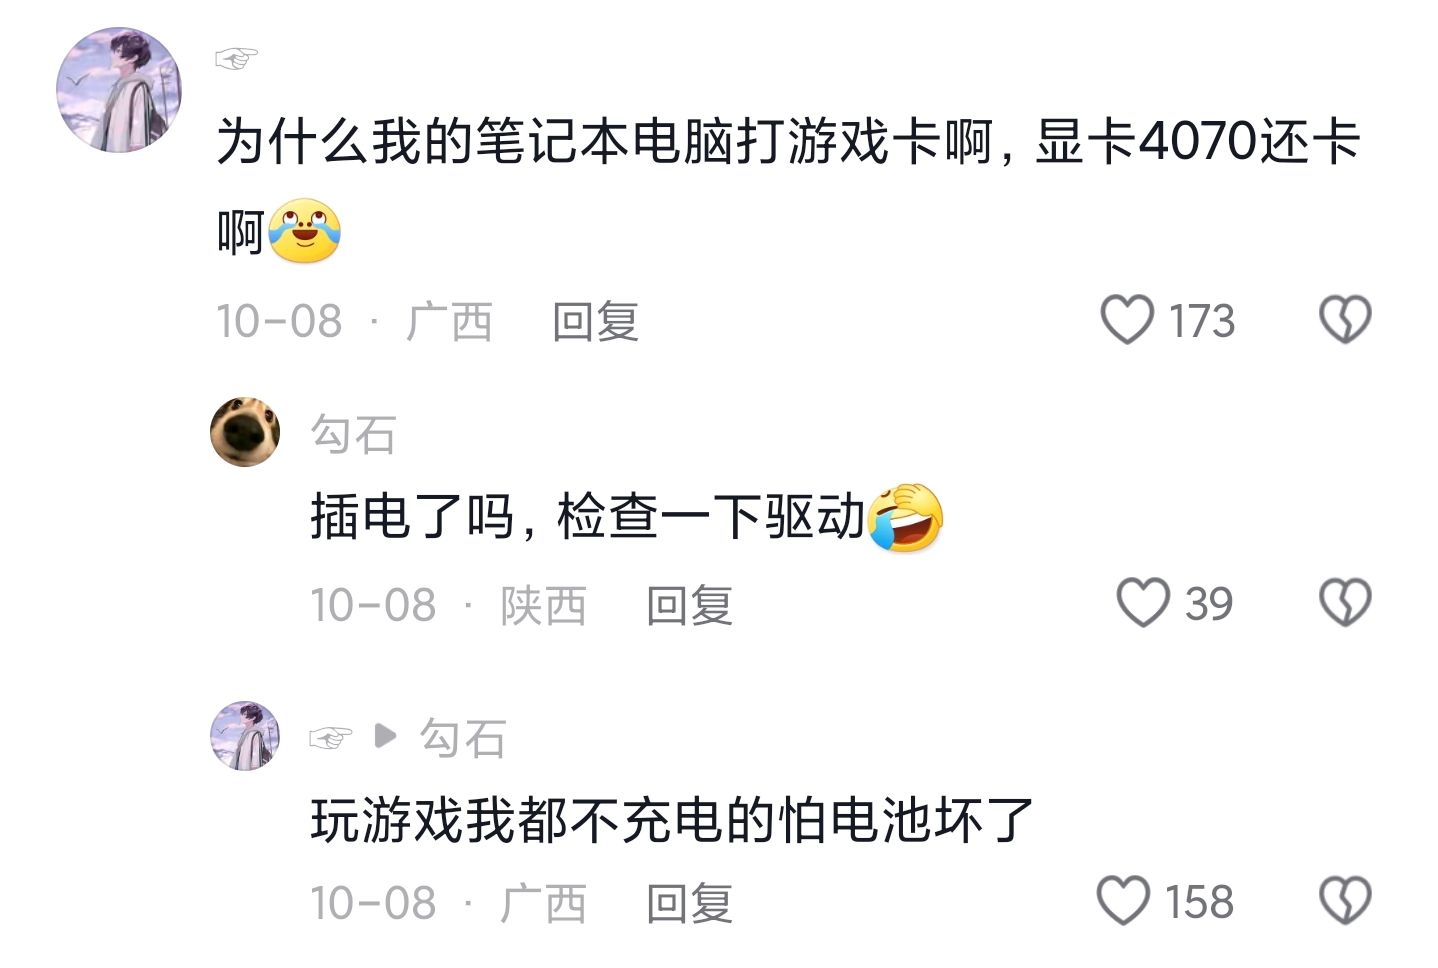 ☞
为什么我的笔记本电脑打游戏卡啊，显卡4070还卡
啊
10-08 · 广西 回复 173
勾石
插电了吗，检查一下驱动
10-08 · 陕西 回复 39
☞ ▶ 勾石
玩游戏我都不充电的怕电池坏了
10-08 · 广西 回复 158